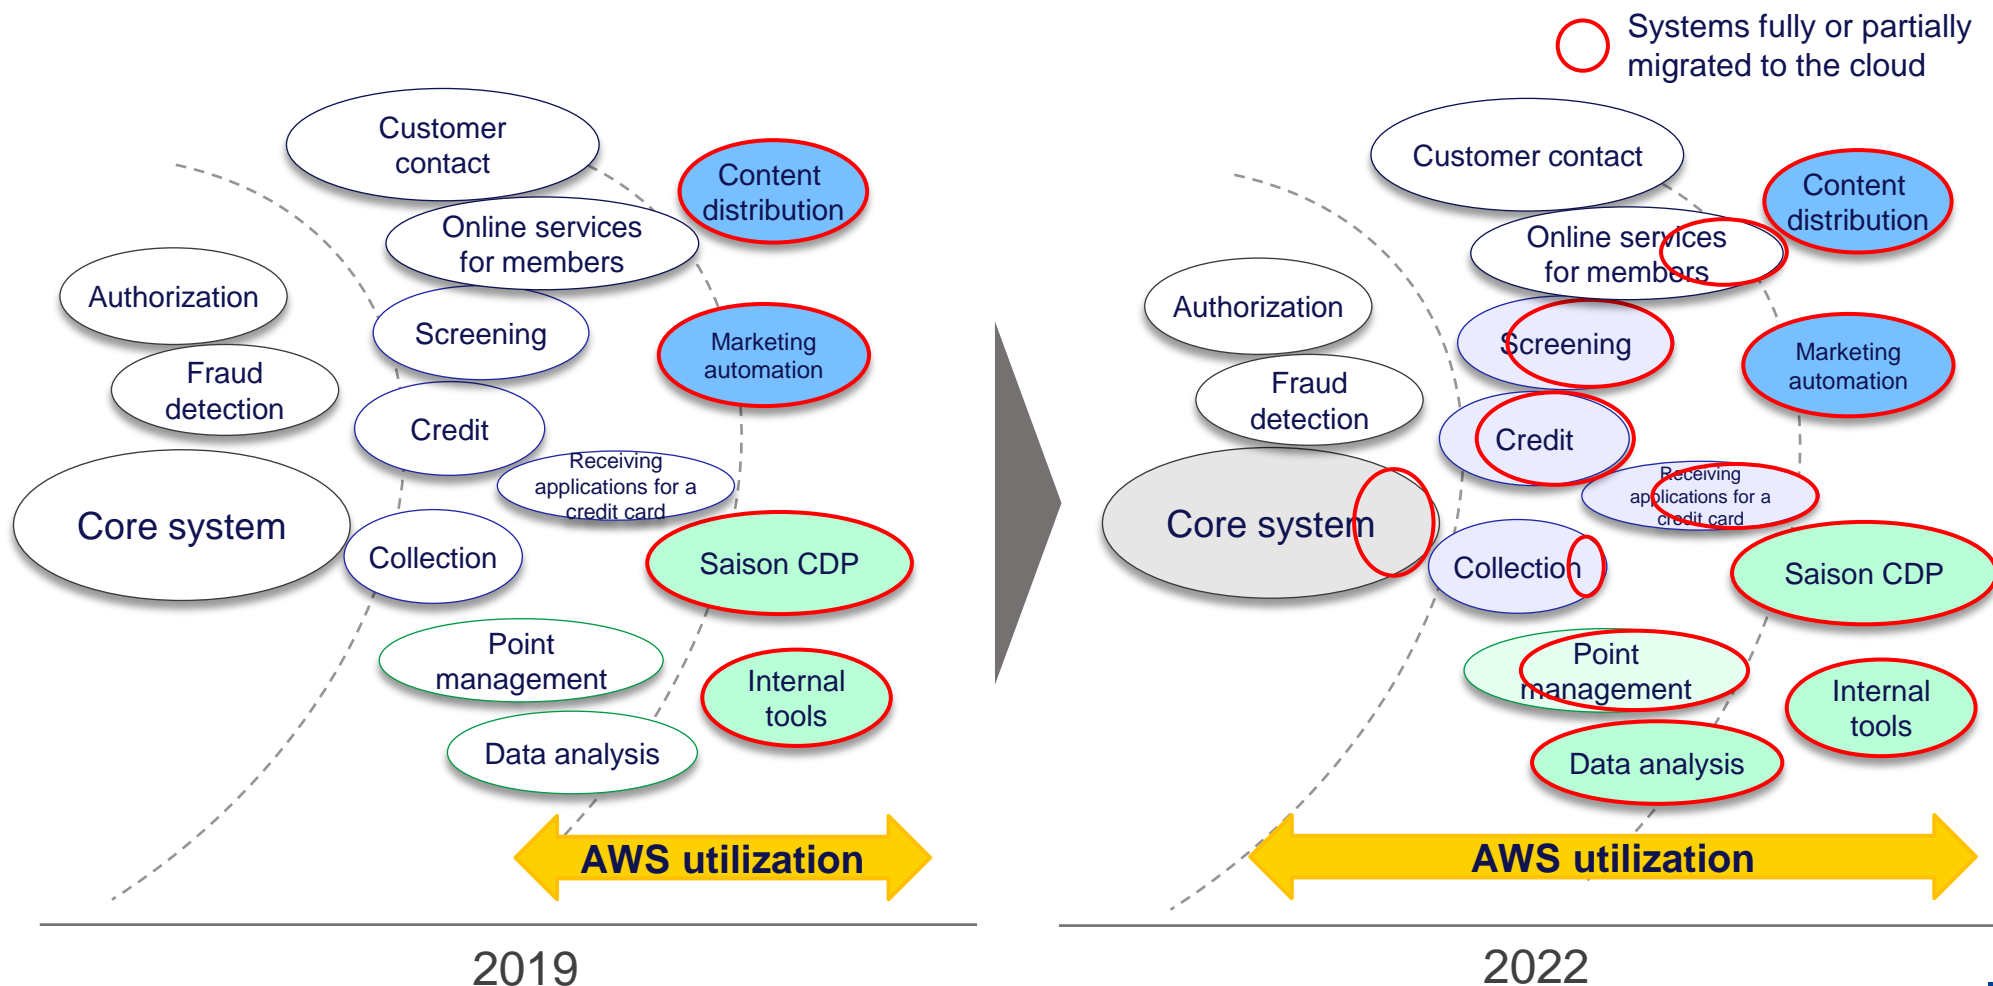 Systems fully or partially
migrated to the cloud
Customer
contact
Content
distribution
Online services
for members
Authorization
Screening
Marketing
automation
Fraud
detection
Credit
Receiving
applications for a
credit card
Core system
Collection
Saison CDP
Point
management
Internal
tools
Data analysis
AWS utilization
2019
Customer contact
Content
distribution
Online services
for members
Authorization
Screening
Marketing
automation
Fraud
detection
Credit
Receiving
applications for a
credit card
Core system
Collection
Saison CDP
Point
management
Internal
tools
Data analysis
AWS utilization
2022